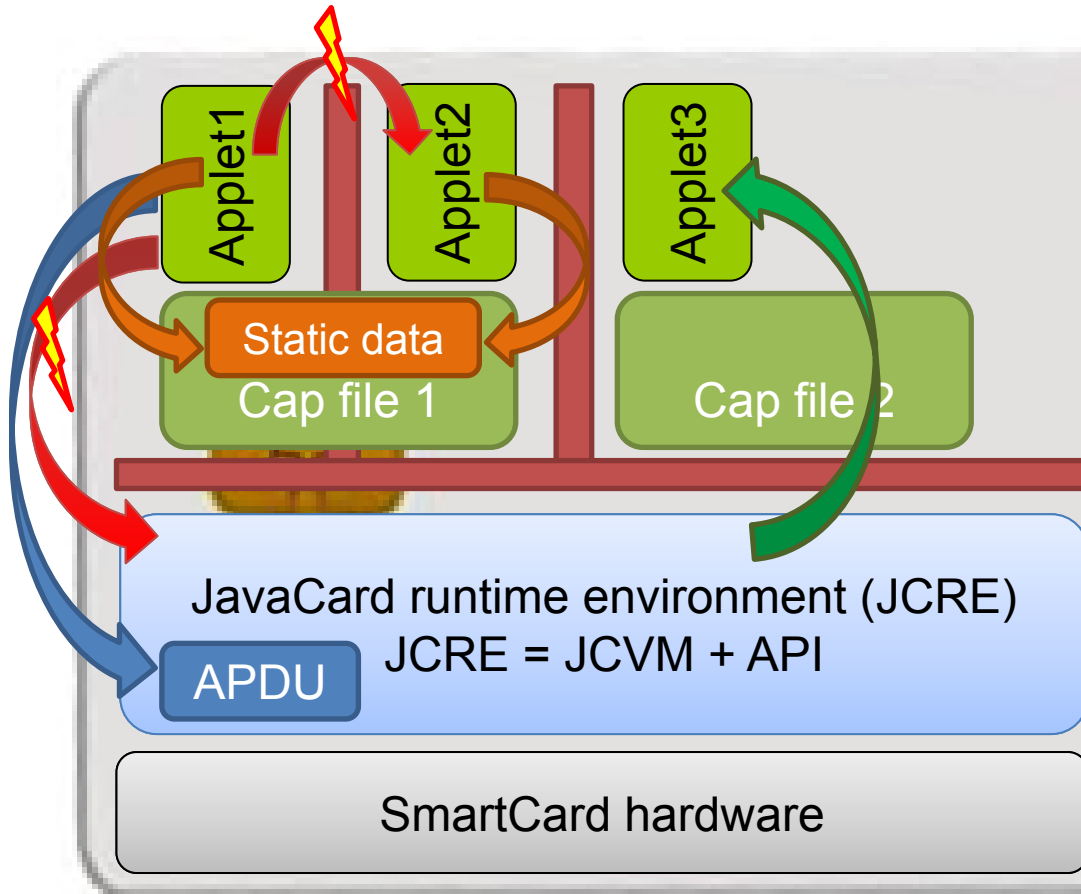 Applet1
Applet2
Applet3
Static data
Cap file 1
Cap file 2
JavaCard runtime environment (JCRE)
JCRE = JCVM + API
APDU
SmartCard hardware